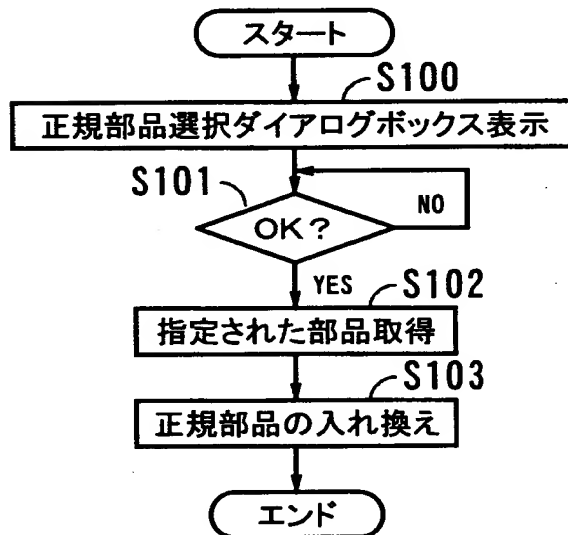 スタート
S100
正規部品選択ダイアログボックス表示
S101
OK?
NO
YES
S102
指定された部品取得
S103
正規部品の入れ換え
エンド